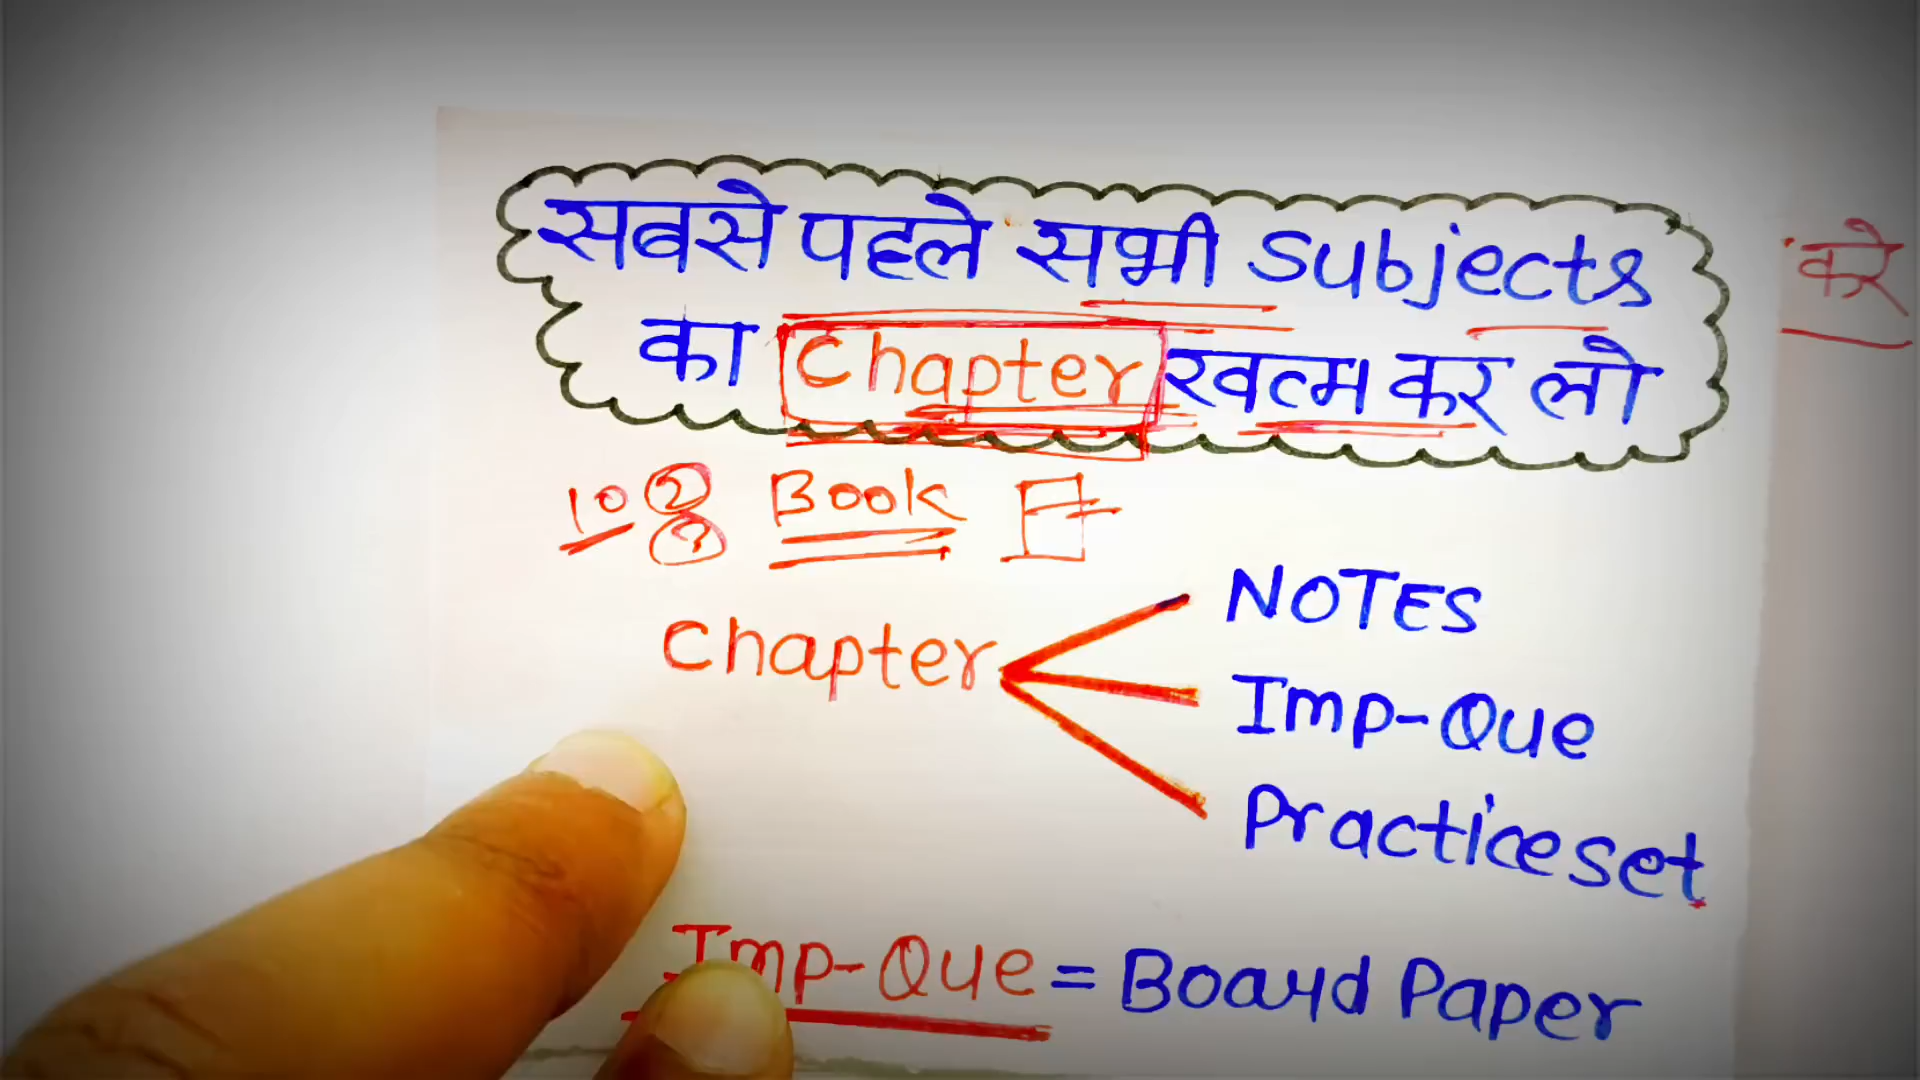 सबसे पहले सभी Subjects
का Chapter खत्म कर लो
करे
10 Book
Chapter
NOTES
Imp-Que
Practice set
Imp-Que = Board Paper